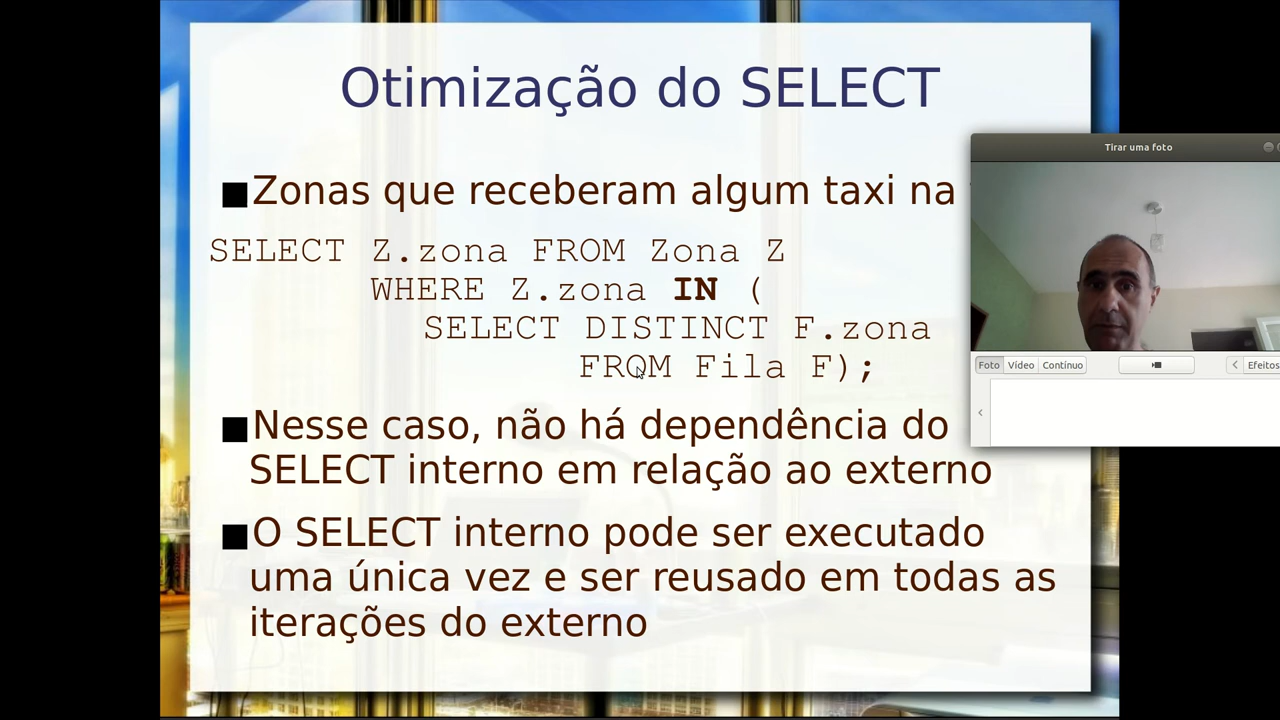 Otimização do SELECT
■Zonas que receberam algum taxi na
SELECT Z.zona FROM Zona Z
WHERE Z.zona IN (
SELECT DISTINCT F.zona
FROM Fila F);
■Nesse caso, não há dependência do
SELECT interno em relação ao externo
■O SELECT interno pode ser executado
uma única vez e ser reusado em todas as
iterações do externo
Tirar uma foto
Foto Vídeo Contínuo Efeitos